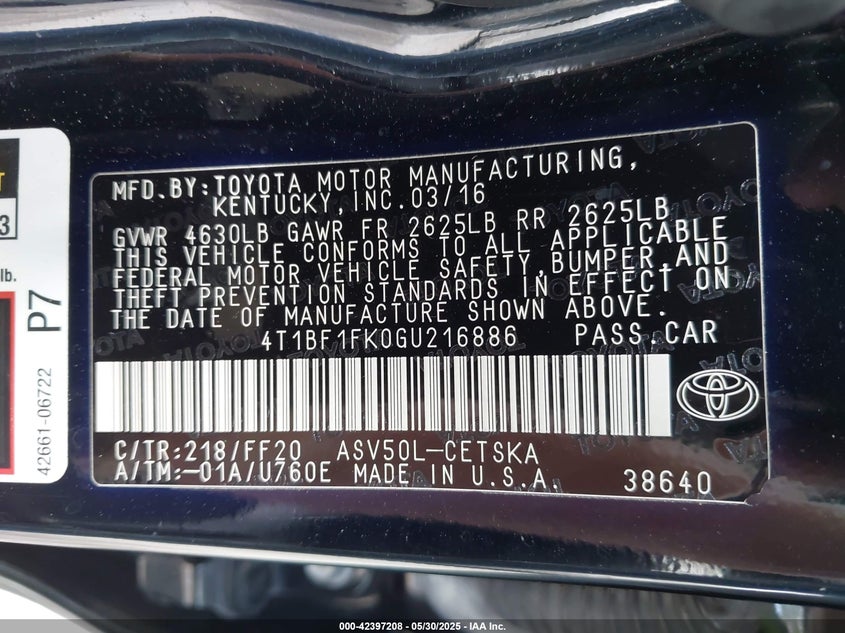 MFD.BY:TOYOTA MOTOR MANUFACTURING,
KENTUCKY,INC.03/16
GVWR 4630LB GAWR FR 2625LB RR 2625LB
THIS VEHICLE CONFORMS TO ALL APPLICABLE
FEDERAL MOTOR VEHICLE SAFETY,BUMPER,AND
THEFT PREVENTION STANDARDS IN EFFECT ON
THE DATE OF MANUFACTURE SHOWN ABOVE.
4T1BF1FK0GU216886 PASS.CAR
C/TR:218/FF20 ASV50L-CETSKA
A/TM:-01A/U760E MADE IN U.S.A.
38640
lb.
P7
42661-06722
000-42397208 - 05/30/2025 - IAA, Inc.